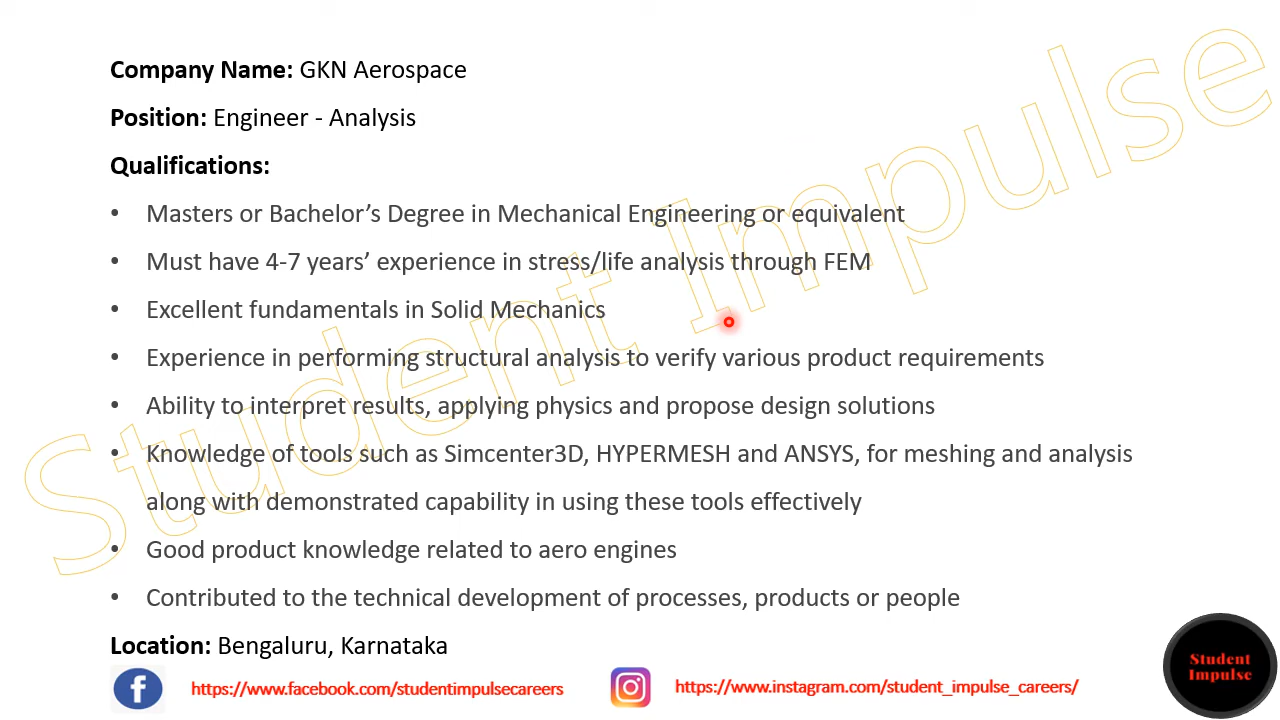 Company Name: GKN Aerospace
Position: Engineer - Analysis
Qualifications:
• Masters or Bachelor’s Degree in Mechanical Engineering or equivalent
• Must have 4-7 years’ experience in stress/life analysis through FEM
• Excellent fundamentals in Solid Mechanics
• Experience in performing structural analysis to verify various product requirements
• Ability to interpret results, applying physics and propose design solutions
• Knowledge of tools such as Simcenter3D, HYPERMESH and ANSYS, for meshing and analysis
along with demonstrated capability in using these tools effectively
• Good product knowledge related to aero engines
• Contributed to the technical development of processes, products or people
Location: Bengaluru, Karnataka
https://www.facebook.com/studentimpulsecareers
https://www.instagram.com/student_impulse_careers/
Student
Impulse
Student Impulse